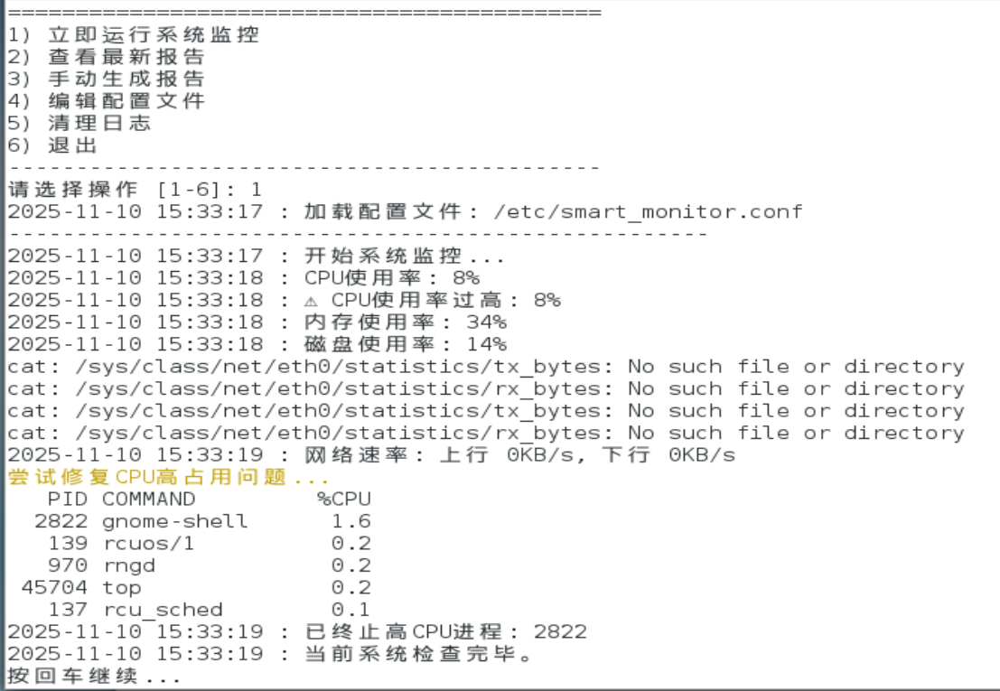 ============================================
1) 立即运行系统监控
2) 查看最新报告
3) 手动生成报告
4) 编辑配置文件
5) 清理日志
6) 退出
--------------------------------------------
请选择操作 [1-6]: 1
2025-11-10 15:33:17 : 加载配置文件: /etc/smart_monitor.conf
----------------------------------------------------
2025-11-10 15:33:17 : 开始系统监控...
2025-11-10 15:33:18 : CPU使用率: 8%
2025-11-10 15:33:18 : ⚠ CPU使用率过高: 8%
2025-11-10 15:33:18 : 内存使用率: 34%
2025-11-10 15:33:18 : 磁盘使用率: 14%
cat: /sys/class/net/eth0/statistics/tx_bytes: No such file or directory
cat: /sys/class/net/eth0/statistics/rx_bytes: No such file or directory
cat: /sys/class/net/eth0/statistics/tx_bytes: No such file or directory
cat: /sys/class/net/eth0/statistics/rx_bytes: No such file or directory
2025-11-10 15:33:19 : 网络速率: 上行 0KB/s, 下行 0KB/s
尝试修复CPU高占用问题...
   PID COMMAND         %CPU
  2822 gnome-shell      1.6
   139 rcuos/1          0.2
   970 rngd             0.2
 45704 top              0.2
   137 rcu_sched        0.1
2025-11-10 15:33:19 : 已终止高CPU进程: 2822
2025-11-10 15:33:19 : 当前系统检查完毕。
按回车继续...